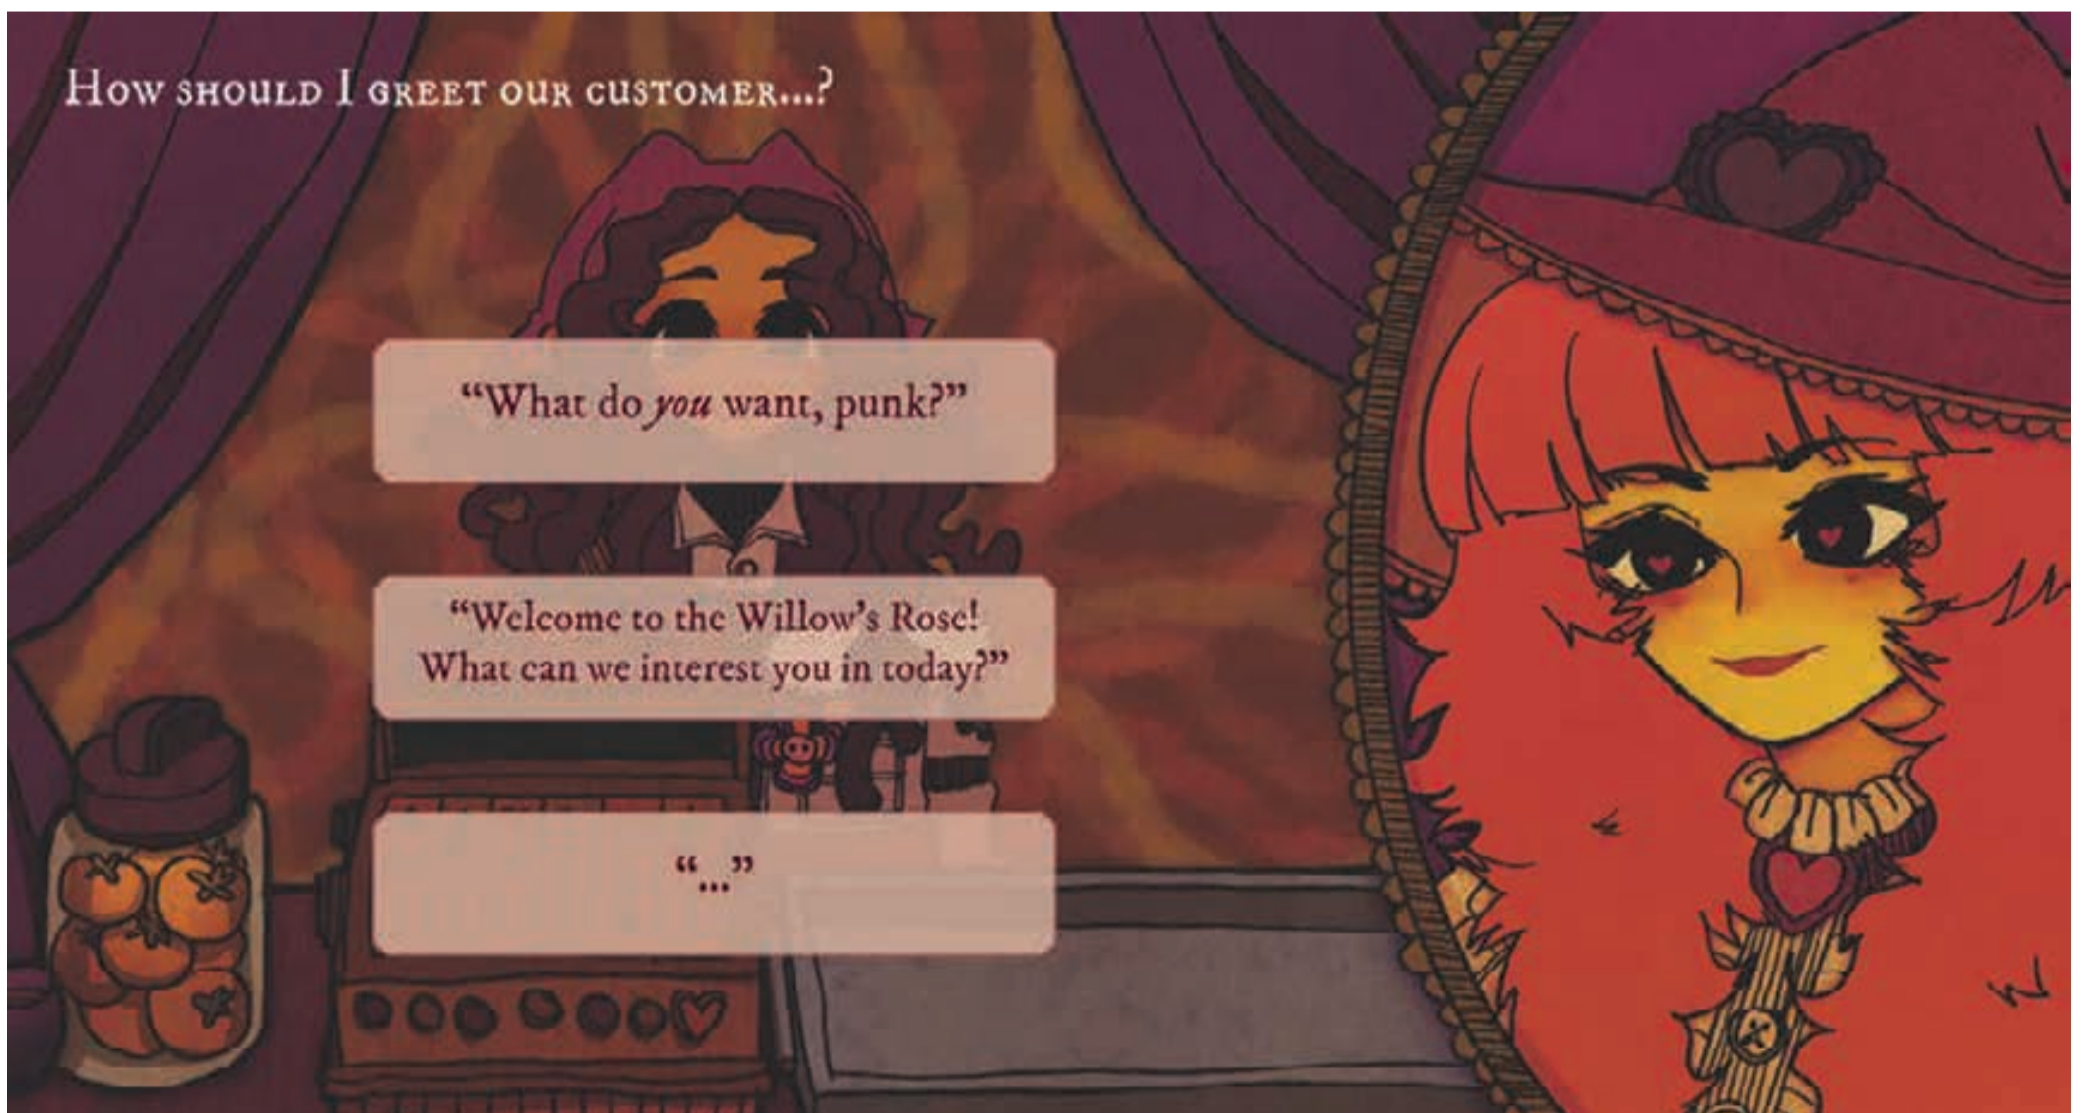 How should I greet our customer...?
“What do you want, punk?”
“Welcome to the Willow’s Rose!
What can we interest you in today?”
“...”